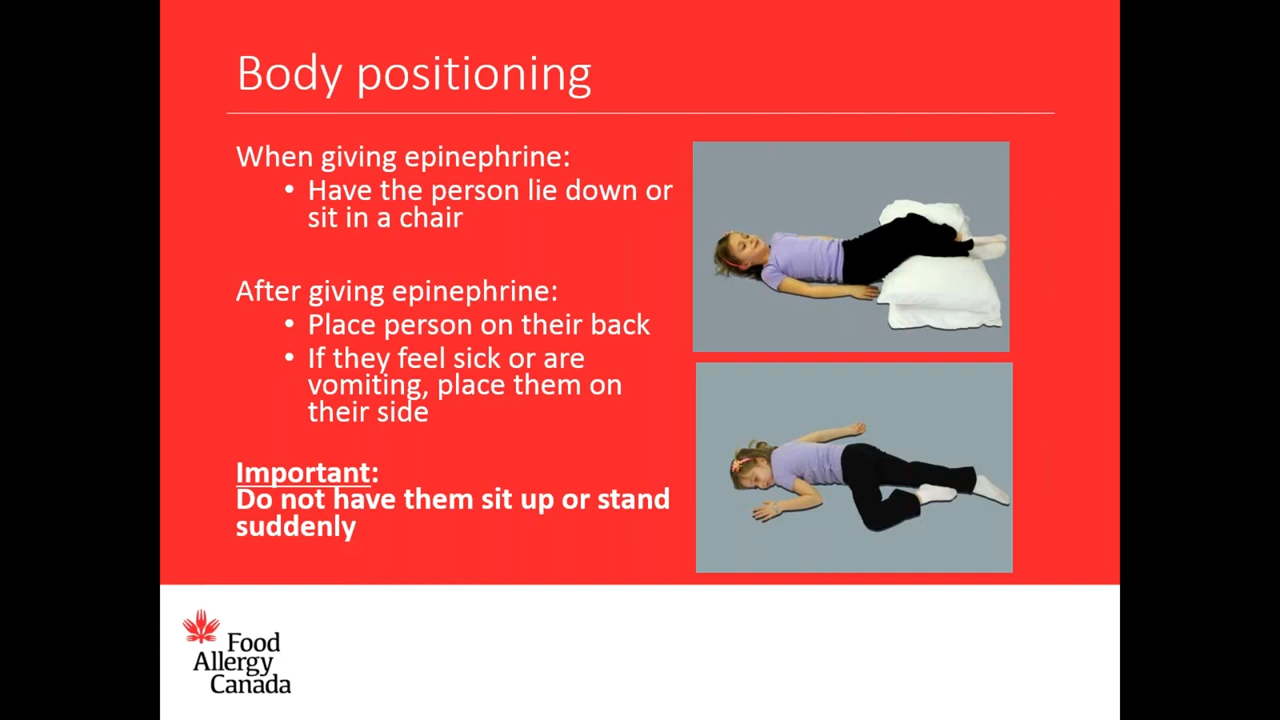 Body positioning
When giving epinephrine:
• Have the person lie down or
sit in a chair
After giving epinephrine:
• Place person on their back
• If they feel sick or are
vomiting, place them on
their side
Important:
Do not have them sit up or stand
suddenly
Food
Allergy
Canada